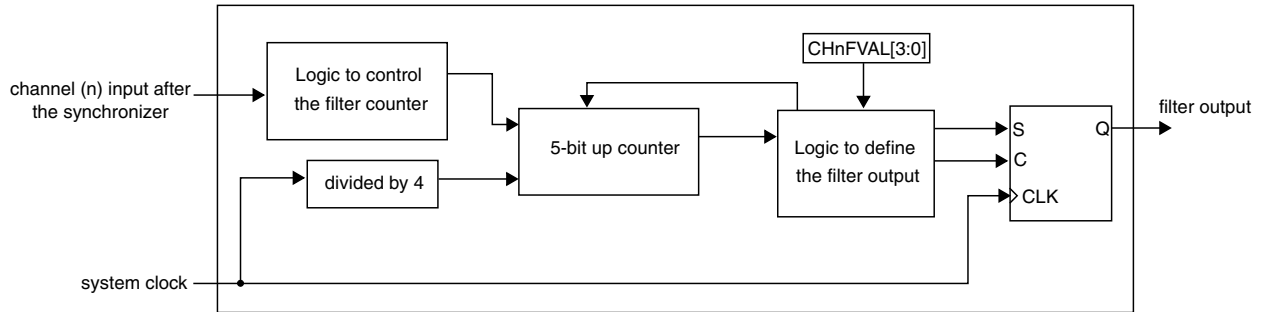 CHnFVAL[3:0]
Logic to control
the filter counter
channel (n) input after
the synchronizer
filter output
S
Q
5-bit up counter
Logic to define
the filter output
C
divided by 4
CLK
system clock